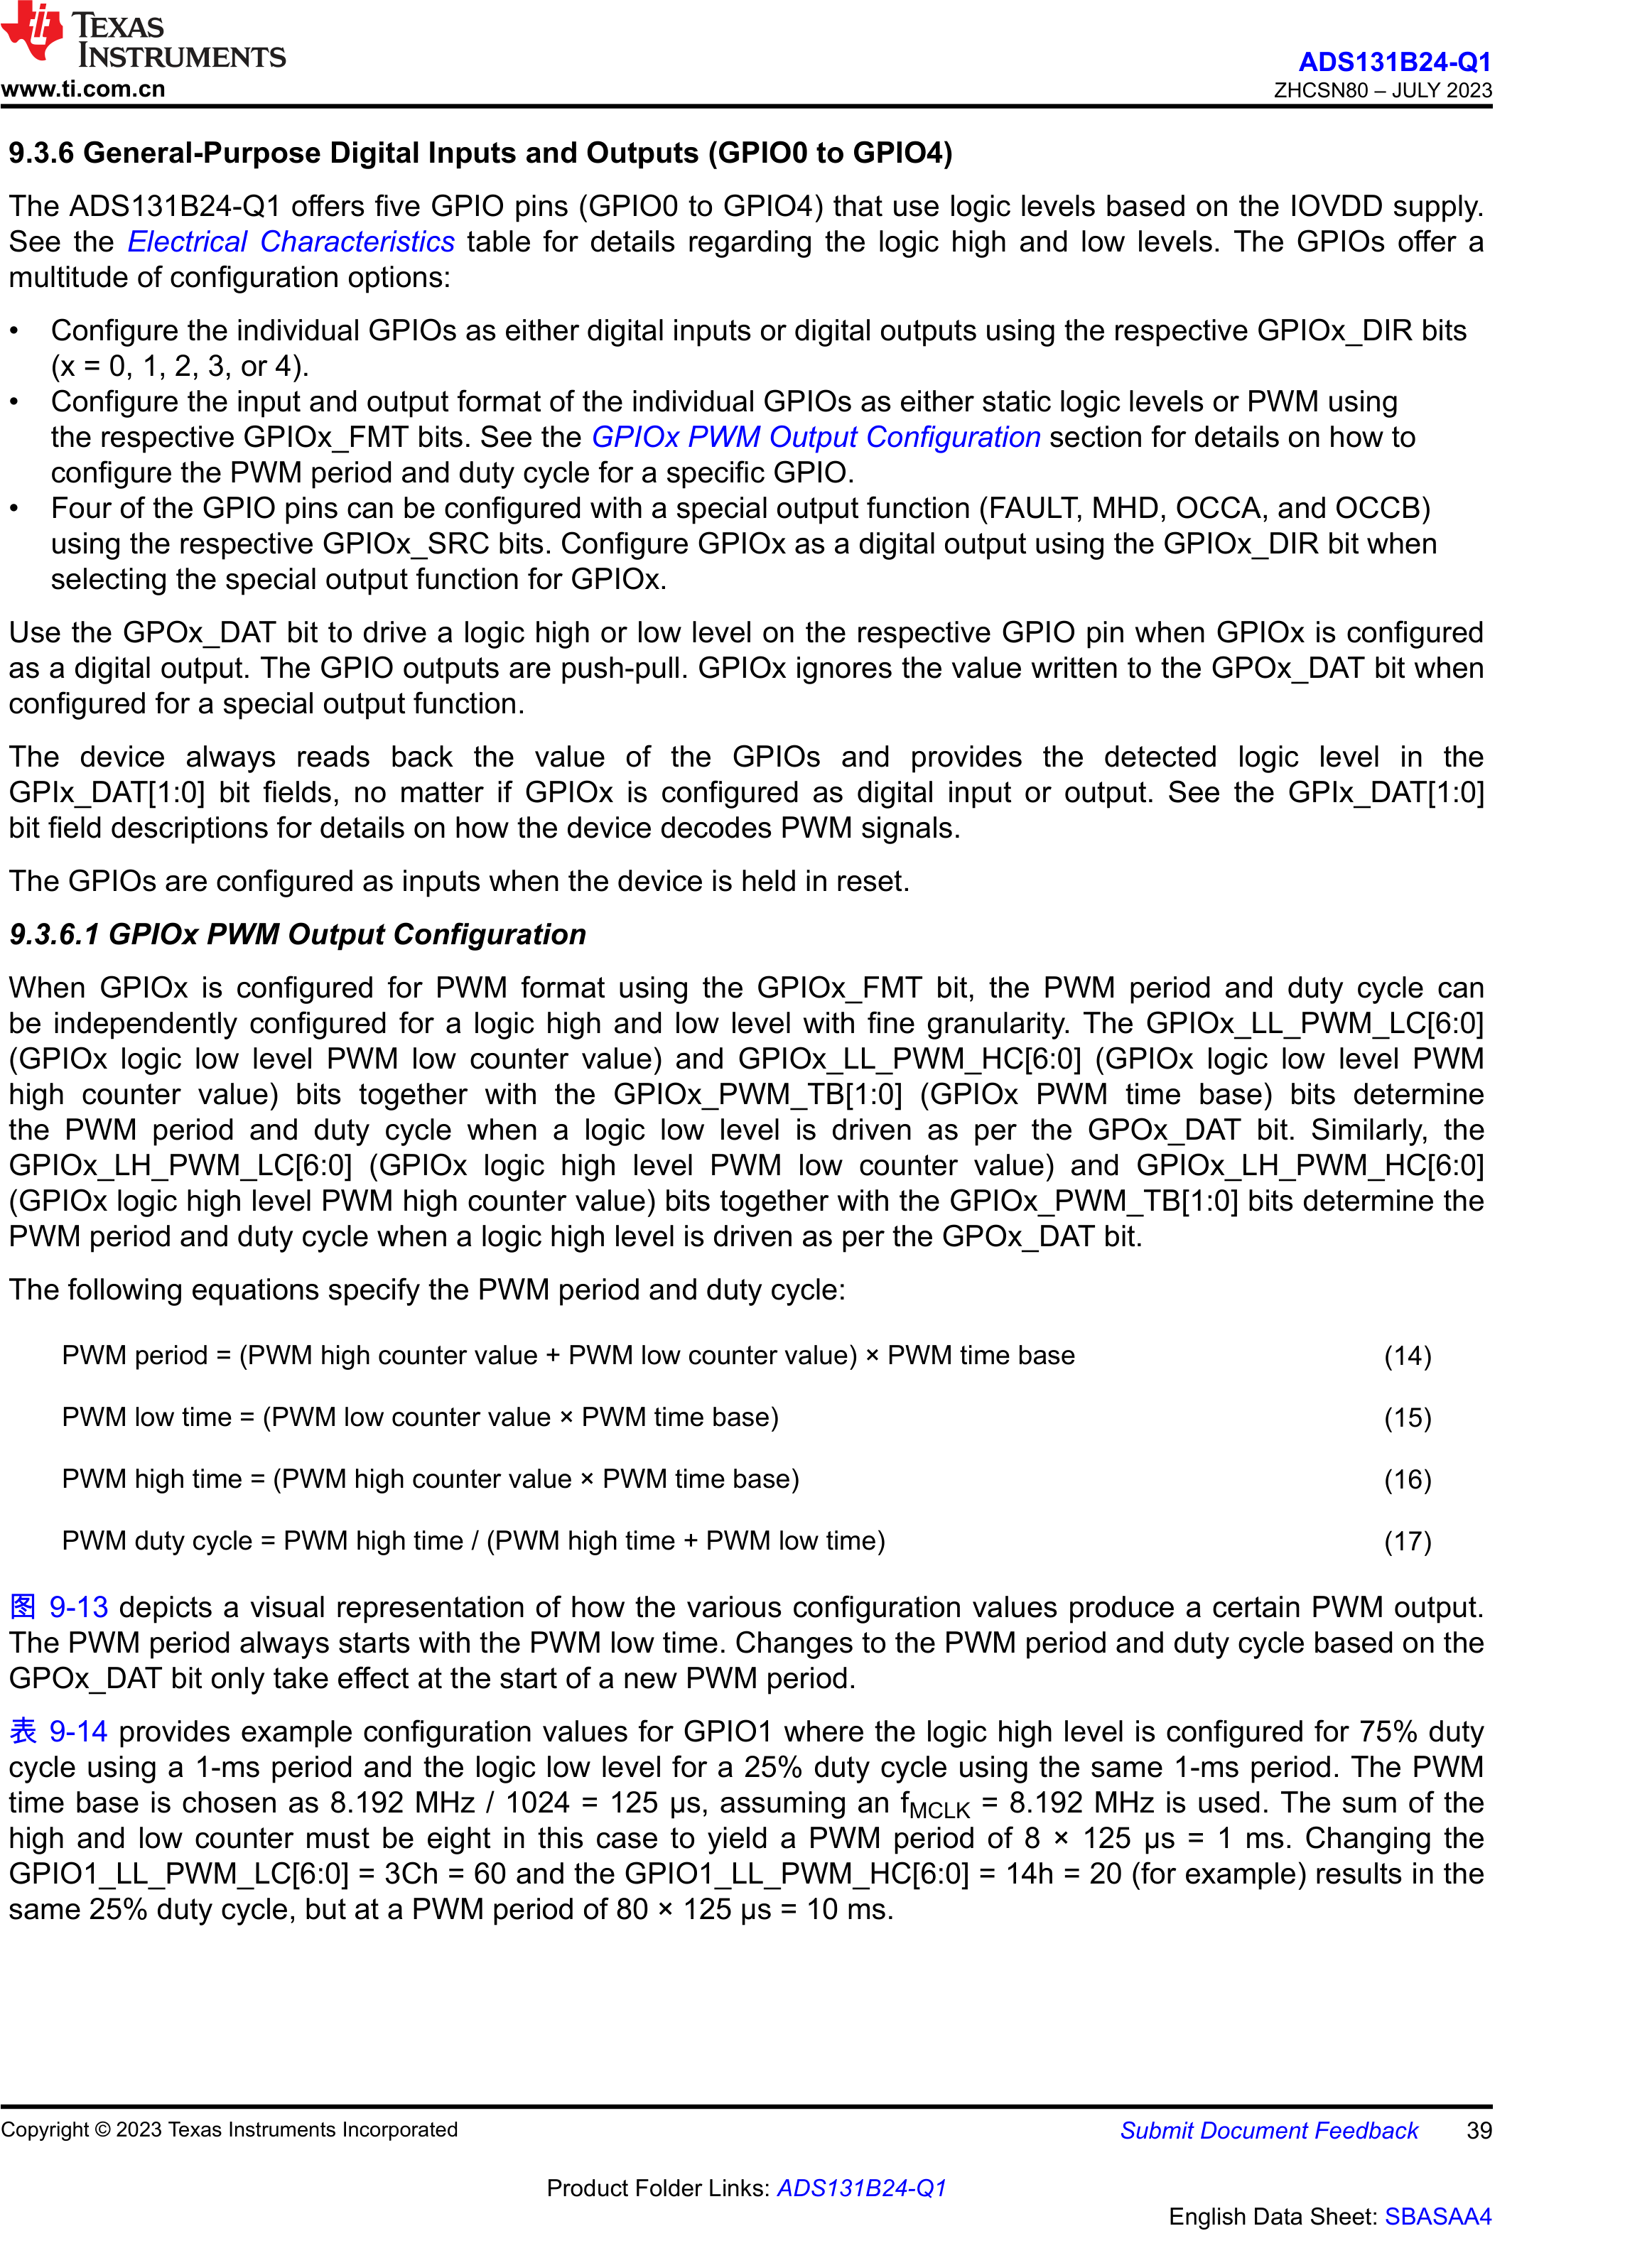 TEXAS
INSTRUMENTS
www.ti.com.cn
ADS131B24-Q1
ZHCSN80 – JULY 2023
9.3.6 General-Purpose Digital Inputs and Outputs (GPIO0 to GPIO4)
The ADS131B24-Q1 offers five GPIO pins (GPIO0 to GPIO4) that use logic levels based on the IOVDD supply.
See the Electrical Characteristics table for details regarding the logic high and low levels. The GPIOs offer a
multitude of configuration options:
• Configure the individual GPIOs as either digital inputs or digital outputs using the respective GPIOx_DIR bits
(x = 0, 1, 2, 3, or 4).
• Configure the input and output format of the individual GPIOs as either static logic levels or PWM using
the respective GPIOx_FMT bits. See the GPIOx PWM Output Configuration section for details on how to
configure the PWM period and duty cycle for a specific GPIO.
• Four of the GPIO pins can be configured with a special output function (FAULT, MHD, OCCA, and OCCB)
using the respective GPIOx_SRC bits. Configure GPIOx as a digital output using the GPIOx_DIR bit when
selecting the special output function for GPIOx.
Use the GPOx_DAT bit to drive a logic high or low level on the respective GPIO pin when GPIOx is configured
as a digital output. The GPIO outputs are push-pull. GPIOx ignores the value written to the GPOx_DAT bit when
configured for a special output function.
The device always reads back the value of the GPIOs and provides the detected logic level in the
GPIx_DAT[1:0] bit fields, no matter if GPIOx is configured as digital input or output. See the GPIx_DAT[1:0]
bit field descriptions for details on how the device decodes PWM signals.
The GPIOs are configured as inputs when the device is held in reset.
9.3.6.1 GPIOx PWM Output Configuration
When GPIOx is configured for PWM format using the GPIOx_FMT bit, the PWM period and duty cycle can
be independently configured for a logic high and low level with fine granularity. The GPIOx_LL_PWM_LC[6:0]
(GPIOx logic low level PWM low counter value) and GPIOx_LL_PWM_HC[6:0] (GPIOx logic low level PWM
high counter value) bits together with the GPIOx_PWM_TB[1:0] (GPIOx PWM time base) bits determine
the PWM period and duty cycle when a logic low level is driven as per the GPOx_DAT bit. Similarly, the
GPIOx_LH_PWM_LC[6:0] (GPIOx logic high level PWM low counter value) and GPIOx_LH_PWM_HC[6:0]
(GPIOx logic high level PWM high counter value) bits together with the GPIOx_PWM_TB[1:0] bits determine the
PWM period and duty cycle when a logic high level is driven as per the GPOx_DAT bit.
The following equations specify the PWM period and duty cycle:
PWM period = (PWM high counter value + PWM low counter value) × PWM time base (14)
PWM low time = (PWM low counter value × PWM time base) (15)
PWM high time = (PWM high counter value × PWM time base) (16)
PWM duty cycle = PWM high time / (PWM high time + PWM low time) (17)
图 9-13 depicts a visual representation of how the various configuration values produce a certain PWM output.
The PWM period always starts with the PWM low time. Changes to the PWM period and duty cycle based on the
GPOx_DAT bit only take effect at the start of a new PWM period.
表 9-14 provides example configuration values for GPIO1 where the logic high level is configured for 75% duty
cycle using a 1-ms period and the logic low level for a 25% duty cycle using the same 1-ms period. The PWM
time base is chosen as 8.192 MHz / 1024 = 125 μs, assuming an fMCLK = 8.192 MHz is used. The sum of the
high and low counter must be eight in this case to yield a PWM period of 8 × 125 μs = 1 ms. Changing the
GPIO1_LL_PWM_LC[6:0] = 3Ch = 60 and the GPIO1_LL_PWM_HC[6:0] = 14h = 20 (for example) results in the
same 25% duty cycle, but at a PWM period of 80 × 125 μs = 10 ms.
Copyright © 2023 Texas Instruments Incorporated
Submit Document Feedback 39
Product Folder Links: ADS131B24-Q1
English Data Sheet: SBASAA4